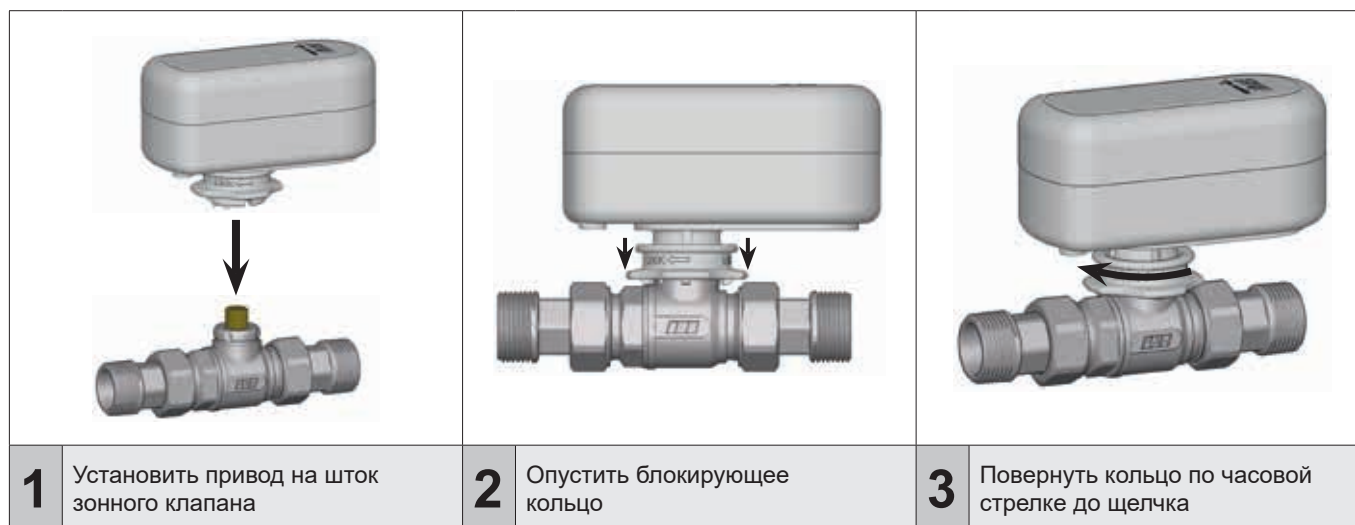 1
Установить привод на шток
зонного клапана
2
Опустить блокирующее
кольцо
3
Повернуть кольцо по часовой
стрелке до щелчка